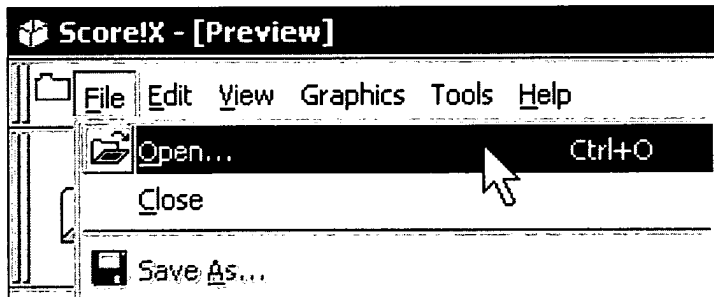 Score!X - [Preview]
File Edit View Graphics Tools Help
Open... Ctrl+O
Close
Save As...